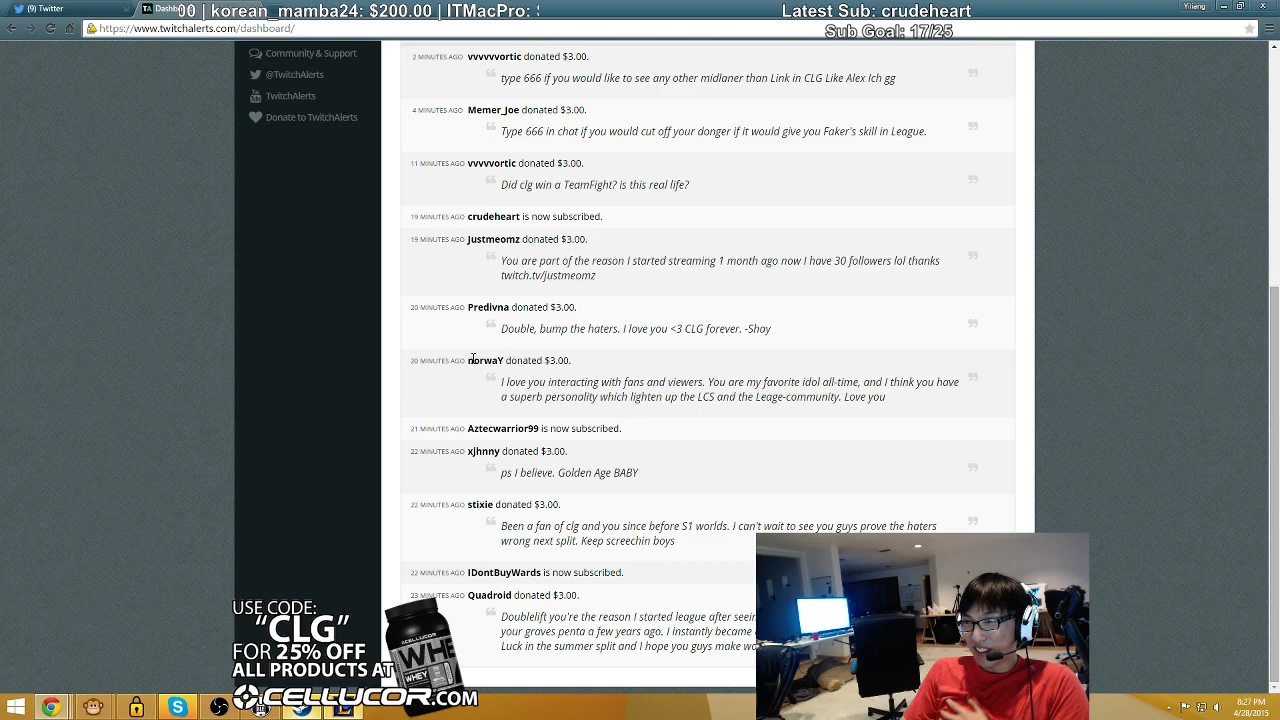 (9) Twitter
TA Dashb
00 | korean_mamba24: $200.00 | ITMacPro:
Latest Sub: crudeheart
Yiliang
https://www.twitchalerts.com/dashboard/
Sub Goal: 17/25
Community & Support
@TwitchAlerts
TwitchAlerts
Donate to TwitchAlerts
2 MINUTES AGO vvvvvvortic donated $3.00.
type 666 if you would like to see any other midlaner than Link in CLG Like Alex Ich gg
4 MINUTES AGO Memer_Joe donated $3.00.
Type 666 in chat if you would cut off your danger if it would give you Faker's skill in League.
11 MINUTES AGO vvvvvortic donated $3.00.
Did clg win a TeamFight? is this real life?
19 MINUTES AGO crudeheart is now subscribed.
19 MINUTES AGO Justmeomz donated $3.00.
You are part of the reason I started streaming 1 month ago now I have 30 followers lol thanks
twitch.tv/justmeomz
20 MINUTES AGO Predivna donated $3.00.
Double, bump the haters. I love you <3 CLG forever. -Shay
20 MINUTES AGO norwaY donated $3.00.
I love you interacting with fans and viewers. You are my favorite idol all-time, and I think you have
a superb personality which lighten up the LCS and the Leage-community. Love you
21 MINUTES AGO Aztecwarrior99 is now subscribed.
22 MINUTES AGO xjhnny donated $3.00.
ps I believe. Golden Age BABY
22 MINUTES AGO stixie donated $3.00.
Been a fan of clg and you since before S1 worlds. I can't wait to see you guys prove the haters
wrong next split. Keep screechin boys
22 MINUTES AGO IDontBuyWards is now subscribed.
23 MINUTES AGO Quadroid donated $3.00.
Doublelift you're the reason I started league after seei
your graves penta a few years ago. I instantly became
Luck in the summer split and I hope you guys make wo
USE CODE:
"CLG"
FOR 25% OFF
ALL PRODUCTS AT
CELLUCOR.COM
CELLUCOR
WHE
WHEY
8:27 PM
4/28/2015